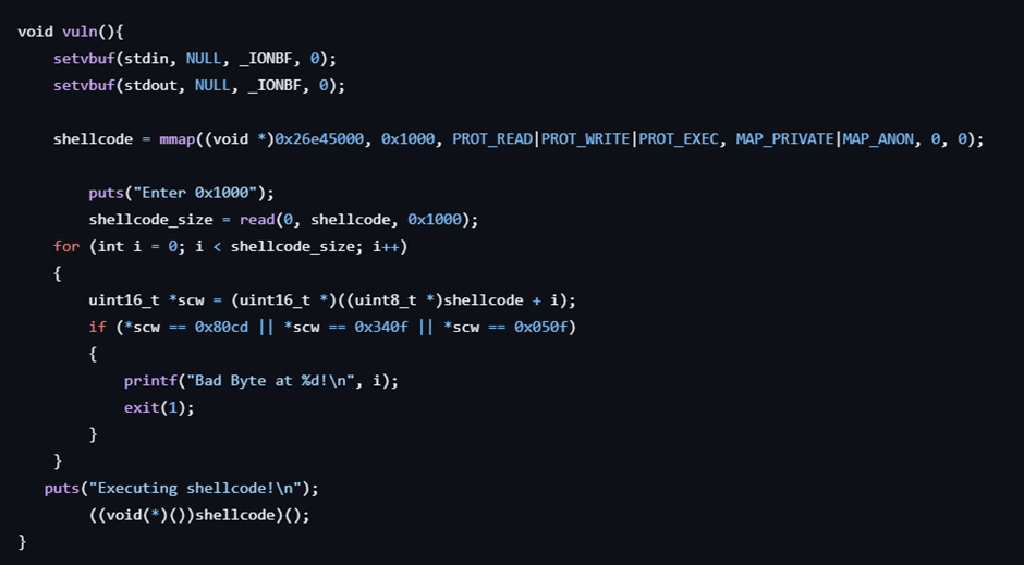 void vuln(){
    setvbuf(stdin, NULL, _IONBF, 0);
    setvbuf(stdout, NULL, _IONBF, 0);

    shellcode = mmap((void *)0x26e45000, 0x1000, PROT_READ|PROT_WRITE|PROT_EXEC, MAP_PRIVATE|MAP_ANON, 0, 0);

        puts("Enter 0x1000");
        shellcode_size = read(0, shellcode, 0x1000);
    for (int i = 0; i < shellcode_size; i++)
    {
        uint16_t *scw = (uint16_t *)((uint8_t *)shellcode + i);
        if (*scw == 0x80cd || *scw == 0x340f || *scw == 0x050f)
        {
            printf("Bad Byte at %d!\n", i);
            exit(1);
        }
    }
   puts("Executing shellcode!\n");
        ((void(*)())shellcode)();
}